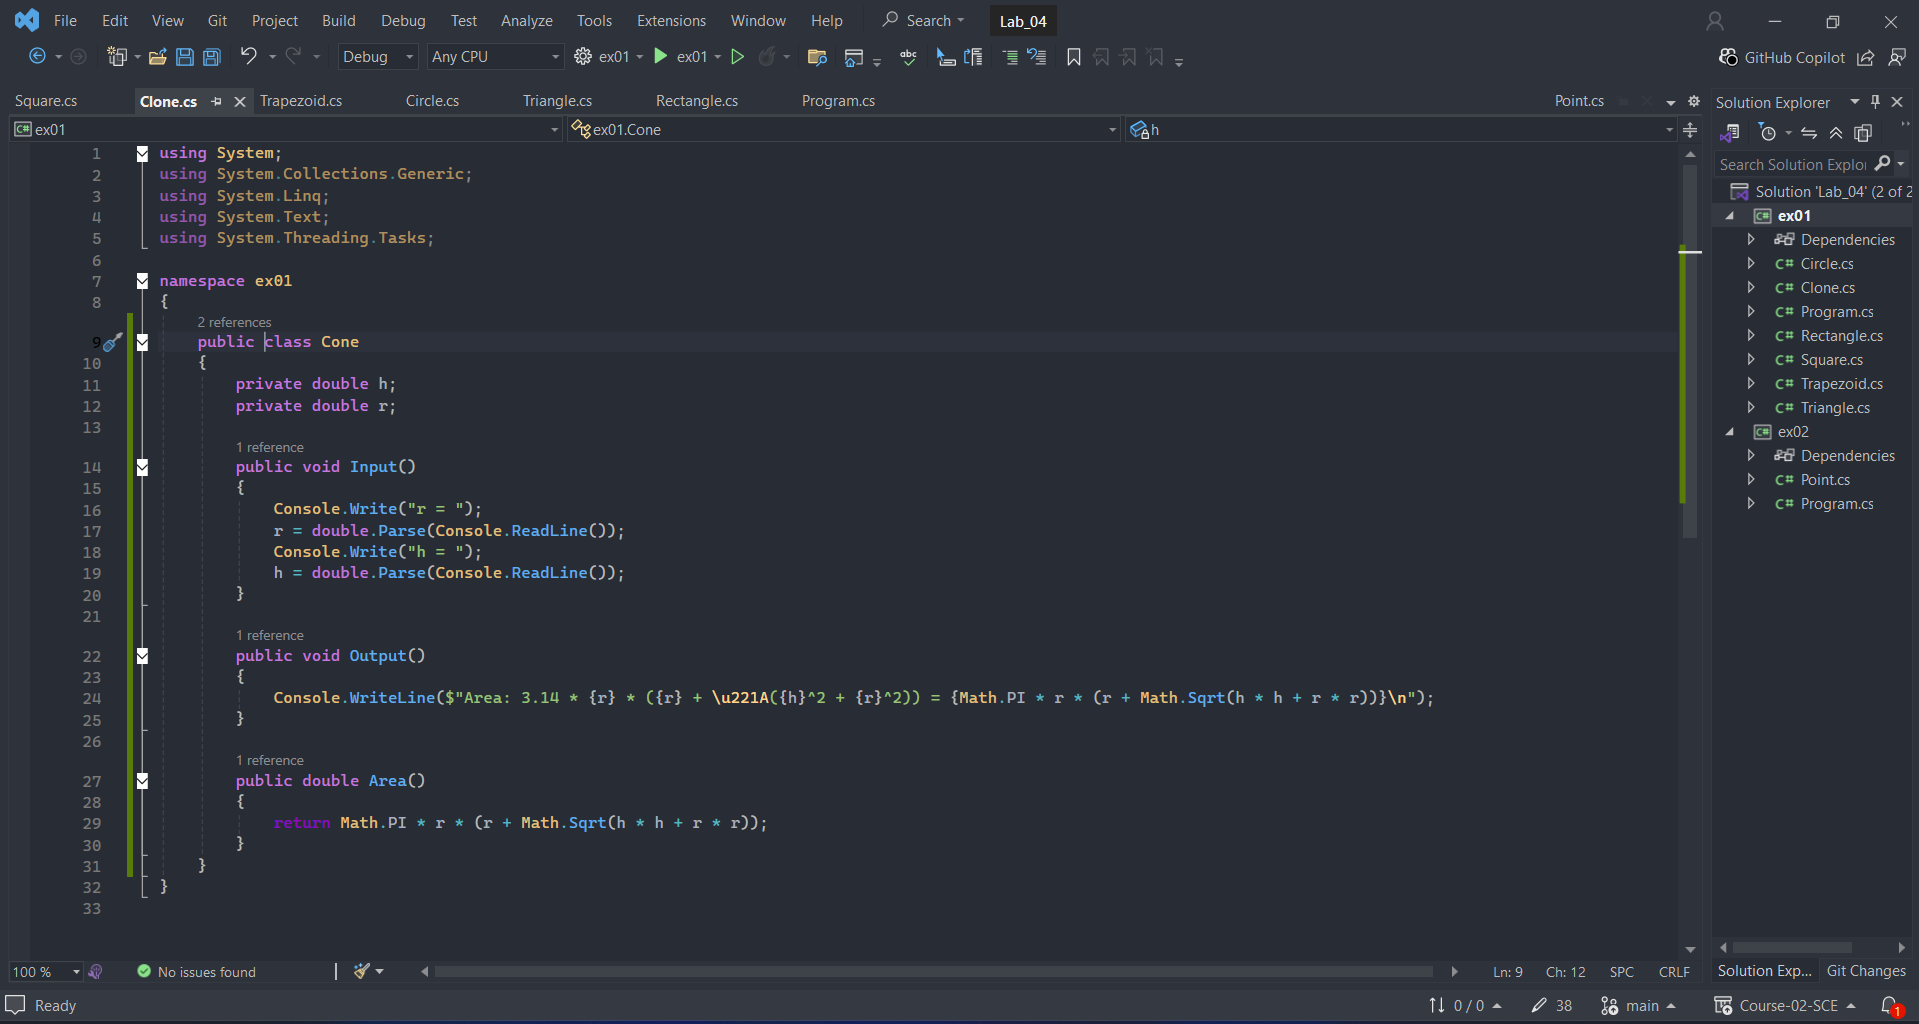 File Edit View Git Project Build Debug Test Analyze Tools Extensions Window Help Search Lab_04
Debug Any CPU ex01 ex01 abc GitHub Copilot
Square.cs Clone.cs Trapezoid.cs Circle.cs Triangle.cs Rectangle.cs Program.cs Point.cs
ex01 ex01.Cone h
1 using System;
2 using System.Collections.Generic;
3 using System.Linq;
4 using System.Text;
5 using System.Threading.Tasks;
6
7 namespace ex01
8 {
2 references
9 public class Cone
10 {
11 private double h;
12 private double r;
13
1 reference
14 public void Input()
15 {
16 Console.Write("r = ");
17 r = double.Parse(Console.ReadLine());
18 Console.Write("h = ");
19 h = double.Parse(Console.ReadLine());
20 }
21
1 reference
22 public void Output()
23 {
24 Console.WriteLine($"Area: 3.14 * {r} * ({r} + \u221A({h}^2 + {r}^2)) = {Math.PI * r * (r + Math.Sqrt(h * h + r * r))}\n");
25 }
26
1 reference
27 public double Area()
28 {
29 return Math.PI * r * (r + Math.Sqrt(h * h + r * r));
30 }
31 }
32 }
33
Solution Explorer
Search Solution Explor
Solution 'Lab_04' (2 of 2
C# ex01
Dependencies
C# Circle.cs
C# Clone.cs
C# Program.cs
C# Rectangle.cs
C# Square.cs
C# Trapezoid.cs
C# Triangle.cs
C# ex02
Dependencies
C# Point.cs
C# Program.cs
100 % No issues found Ln: 9 Ch: 12 SPC CRLF
Solution Exp... Git Changes
Ready 0 / 0 38 main Course-02-SCE 1